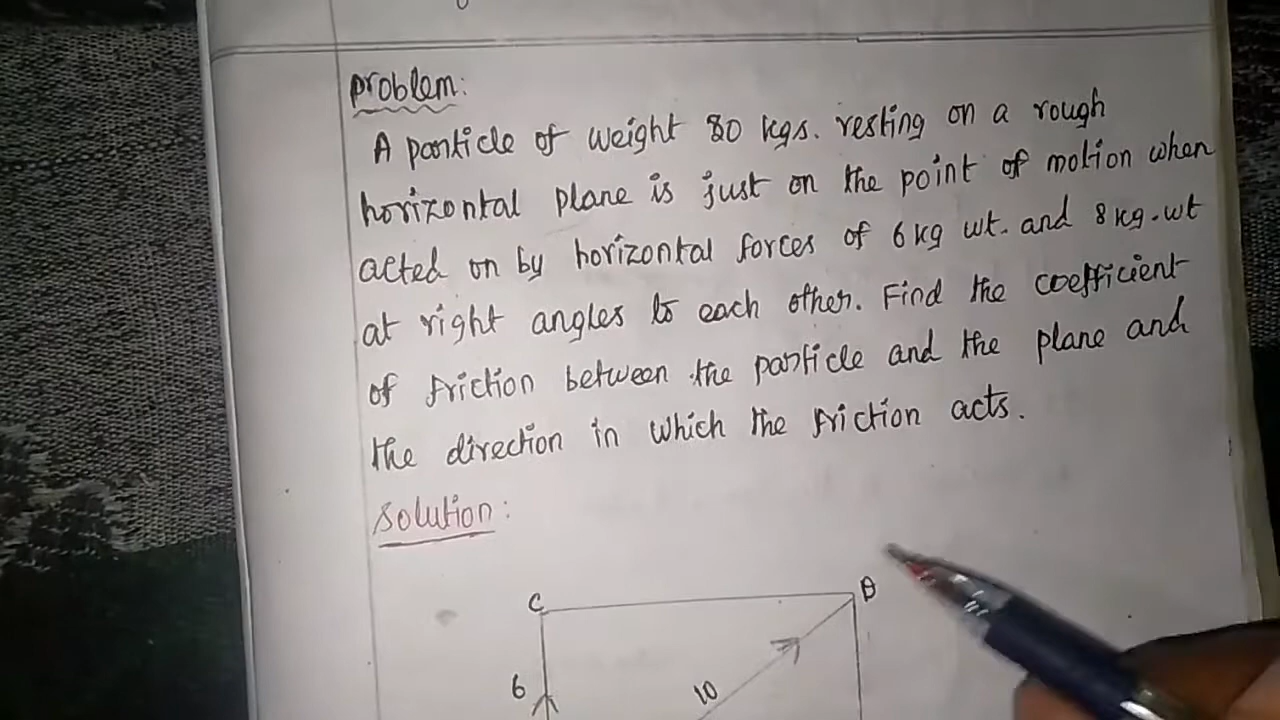 problem:
A particle of weight 80 kgs. resting on a rough
horizontal plane is just on the point of motion when
acted on by horizontal forces of 6 kg wt. and 8 kg.wt
at right angles to each other. Find the coefficient
of friction between the particle and the plane and
the direction in which the friction acts.
Solution:
C B
6 10